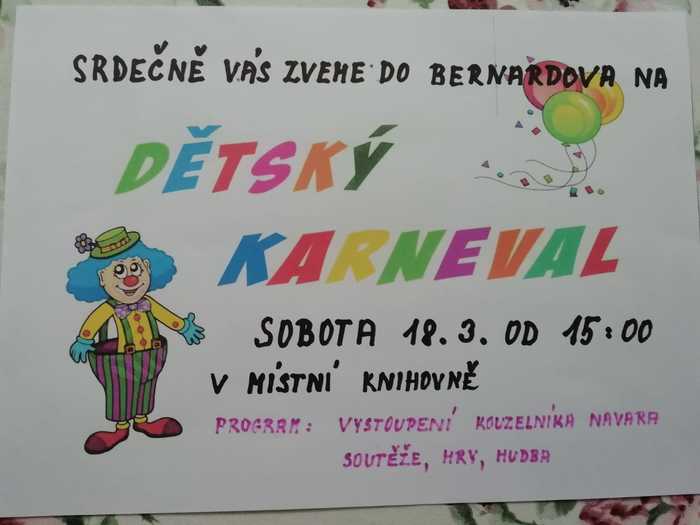 SRDEČNĚ VÁS ZVEME DO BERNARDOVA NA
DĚTSKÝ
KARNEVAL
SOBOTA 18.3. OD 15:00
V MÍSTNÍ KNIHOVNĚ
PROGRAM: VYSTOUPENÍ KOUZELNÍKA NAVARA
SOUTĚŽE, HRY, HUDBA